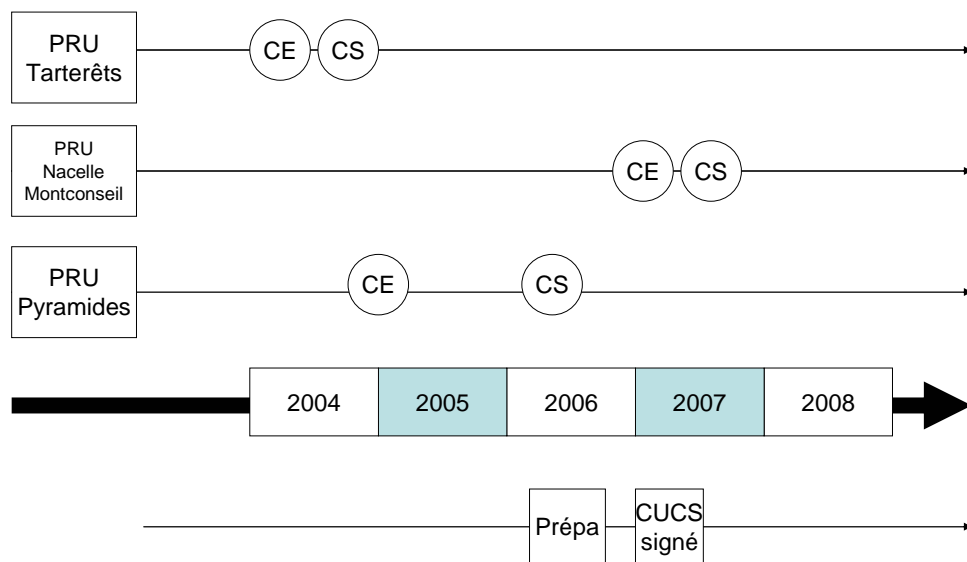 PRU
Tarterêts
CE
CS
PRU
Nacelle
Montconseil
CE
CS
PRU
Pyramides
CE
CS
2004
2005
2006
2007
2008
Prépa
CUCS
signé